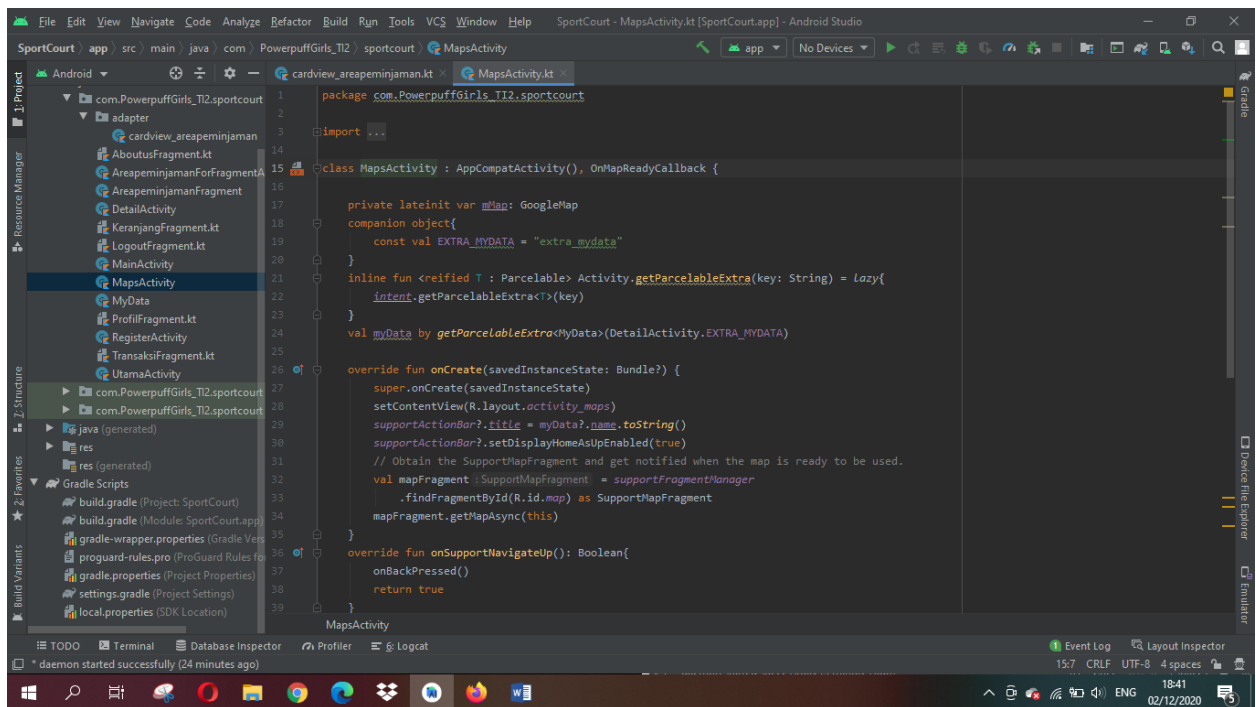 File Edit View Navigate Code Analyze Refactor Build Run Tools VCS Window Help SportCourt - MapsActivity.kt [SportCourt.app] - Android Studio
SportCourt app src main java com PowerpuffGirls_TI2 sportcourt MapsActivity app No Devices
Android cardview_areapeminjaman.kt MapsActivity.kt
1: Project
Resource Manager
7: Structure
2: Favorites
Build Variants
com.PowerpuffGirls_TI2.sportcourt
adapter
cardview_areapeminjaman
AboutusFragment.kt
AreapeminjamanForFragmentA
AreapeminjamanFragment
DetailActivity
KeranjangFragment.kt
LogoutFragment.kt
MainActivity
MapsActivity
MyData
ProfilFragment.kt
RegisterActivity
TransaksiFragment.kt
UtamaActivity
com.PowerpuffGirls_TI2.sportcourt
com.PowerpuffGirls_TI2.sportcourt
java (generated)
res
res (generated)
Gradle Scripts
build.gradle (Project: SportCourt)
build.gradle (Module: SportCourt.app)
gradle-wrapper.properties (Gradle Vers
proguard-rules.pro (ProGuard Rules fo
gradle.properties (Project Properties)
settings.gradle (Project Settings)
local.properties (SDK Location)
1 package com.PowerpuffGirls_TI2.sportcourt
2
3 import ...
14
15 class MapsActivity : AppCompatActivity(), OnMapReadyCallback {
16
17 private lateinit var mMap: GoogleMap
18 companion object{
19 const val EXTRA_MYDATA = "extra_mydata"
20 }
21 inline fun <reified T : Parcelable> Activity.getParcelableExtra(key: String) = lazy{
22 intent.getParcelableExtra<T>(key)
23 }
24 val myData by getParcelableExtra<MyData>(DetailActivity.EXTRA_MYDATA)
25
26 override fun onCreate(savedInstanceState: Bundle?) {
27 super.onCreate(savedInstanceState)
28 setContentView(R.layout.activity_maps)
29 supportActionBar?.title = myData?.name.toString()
30 supportActionBar?.setDisplayHomeAsUpEnabled(true)
31 // Obtain the SupportMapFragment and get notified when the map is ready to be used.
32 val mapFragment : SupportMapFragment = supportFragmentManager
33 .findFragmentById(R.id.map) as SupportMapFragment
34 mapFragment.getMapAsync(this)
35 }
36 override fun onSupportNavigateUp(): Boolean{
37 onBackPressed()
38 return true
39 }
MapsActivity
Gradle
Device File Explorer
Emulator
TODO Terminal Database Inspector Profiler 6: Logcat 1 Event Log Layout Inspector
* daemon started successfully (24 minutes ago) 15:7 CRLF UTF-8 4 spaces
ENG 18:41
02/12/2020 5